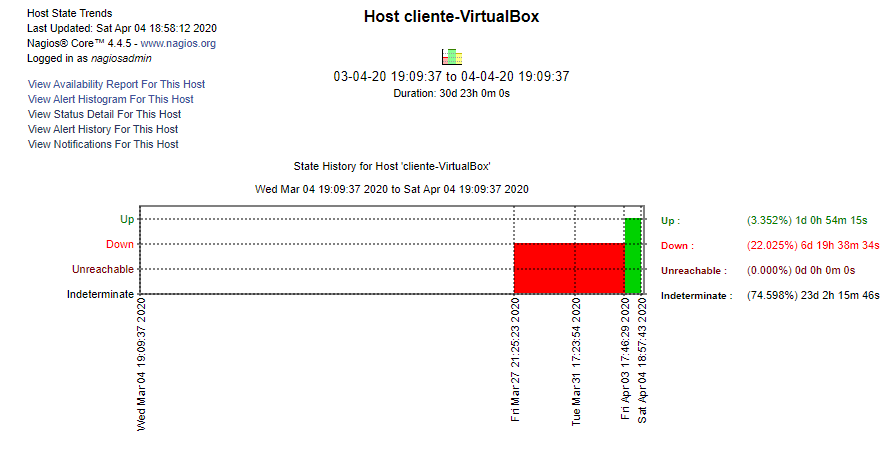 Host State Trends
Last Updated: Sat Apr 04 18:58:12 2020
Nagios® Core™ 4.4.5 - www.nagios.org
Logged in as nagiosadmin
View Availability Report For This Host
View Alert Histogram For This Host
View Status Detail For This Host
View Alert History For This Host
View Notifications For This Host
Host cliente-VirtualBox
03-04-20 19:09:37 to 04-04-20 19:09:37
Duration: 30d 23h 0m 0s
State History for Host 'cliente-VirtualBox'
Wed Mar 04 19:09:37 2020 to Sat Apr 04 19:09:37 2020
Up
Down
Unreachable
Indeterminate
Up : (3.352%) 1d 0h 54m 15s
Down : (22.025%) 6d 19h 38m 34s
Unreachable : (0.000%) 0d 0h 0m 0s
Indeterminate : (74.598%) 23d 2h 15m 46s
Wed Mar 04 19:09:37 2020
Fri Mar 27 21:25:23 2020
Tue Mar 31 17:23:54 2020
Fri Apr 03 17:46:29 2020
Sat Apr 04 18:57:43 2020